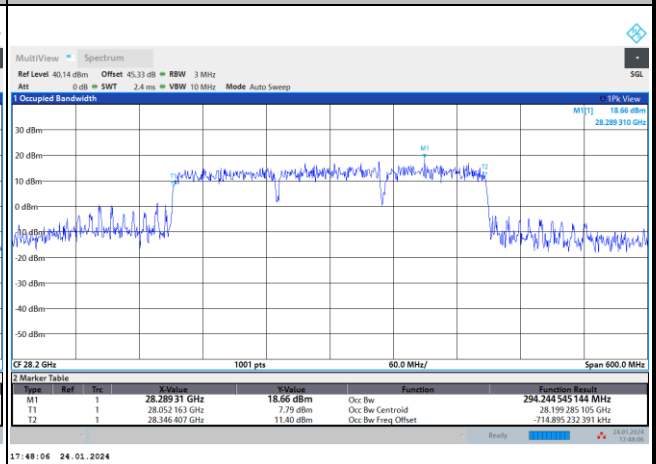 MultiView Spectrum
Ref Level 40.14 dBm Offset 45.33 dB RBW 3 MHz SGL
Att 0 dB SWT 2.4 ms VBW 10 MHz Mode Auto Sweep
1 Occupied Bandwidth 1Pk View
M1[1] 18.66 dBm
28.289 310 GHz
30 dBm
M1
20 dBm
T1 T2
10 dBm
0 dBm
-10 dBm
-20 dBm
-30 dBm
-40 dBm
-50 dBm
CF 28.2 GHz 1001 pts 60.0 MHz/ Span 600.0 MHz
2 Marker Table
Type Ref Trc X-Value Y-Value Function Function Result
M1 1 28.289 31 GHz 18.66 dBm Occ Bw 294.244 545 144 MHz
T1 1 28.052 163 GHz 7.79 dBm Occ Bw Centroid 28.199 285 105 GHz
T2 1 28.346 407 GHz 11.40 dBm Occ Bw Freq Offset -714.895 232 391 kHz
Ready 24.01.2024
17:48:06
17:48:06 24.01.2024